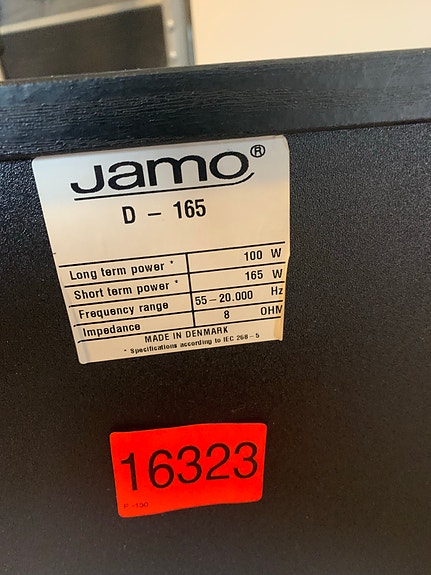 Jamo®
D - 165
Long term power * 100 W
Short term power * 165 W
Frequency range 55-20.000 Hz
Impedance 8 OHM
MADE IN DENMARK
* Specifications according to IEC 268-5
16323